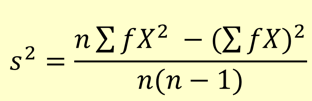 s² = (n∑fX² − (∑fX)²) / (n(n − 1))